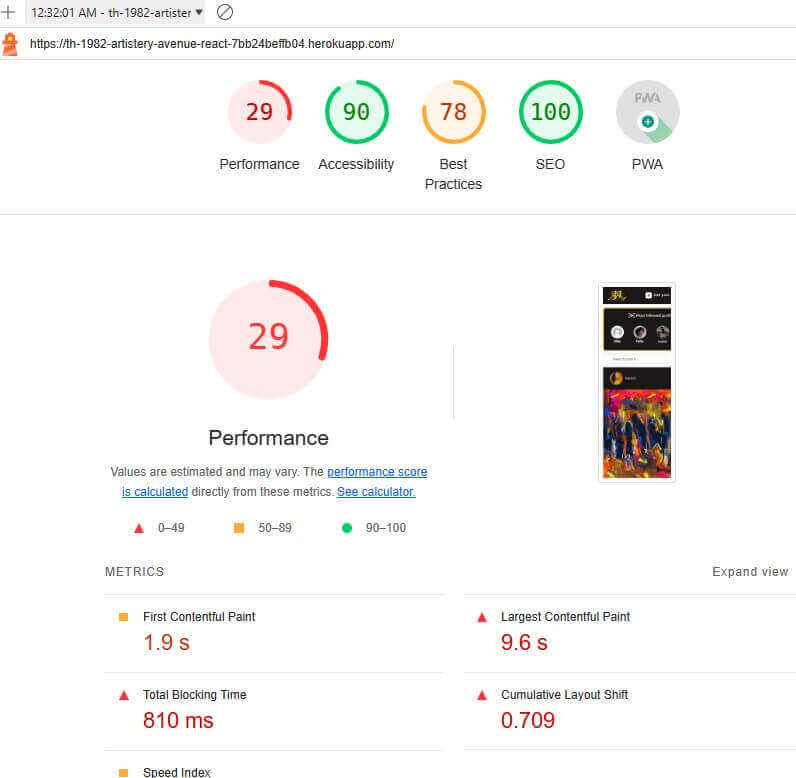 12:32:01 AM - th-1982-artister
https://th-1982-artistery-avenue-react-7bb24beffb04.herokuapp.com/
29
90
78
100
PWA
Performance
Accessibility
Best
Practices
SEO
PWA
29
Performance
Values are estimated and may vary. The performance score
is calculated directly from these metrics. See calculator.
0–49
50–89
90–100
METRICS
Expand view
First Contentful Paint
1.9 s
Largest Contentful Paint
9.6 s
Total Blocking Time
810 ms
Cumulative Layout Shift
0.709
Speed Index